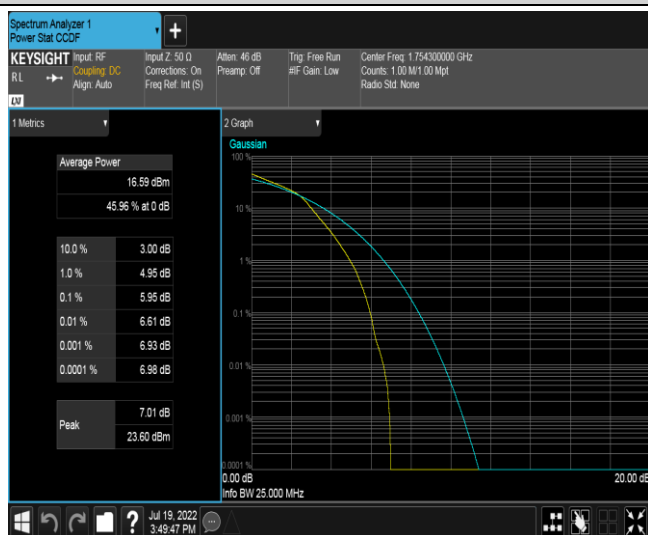 Spectrum Analyzer 1
Power Stat CCDF
KEYSIGHT
RL
LXI
Input: RF
Coupling: DC
Align: Auto
Input Z: 50 Ω
Corrections: On
Freq Ref: Int (S)
Atten: 46 dB
Preamp: Off
Trig: Free Run
#IF Gain: Low
Center Freq: 1.754300000 GHz
Counts: 1.00 M/1.00 Mpt
Radio Std: None
1 Metrics
Average Power
16.59 dBm
45.96 % at 0 dB
10.0 % 3.00 dB
1.0 % 4.95 dB
0.1 % 5.95 dB
0.01 % 6.61 dB
0.001 % 6.93 dB
0.0001 % 6.98 dB
Peak
7.01 dB
23.60 dBm
2 Graph
Gaussian
100 %
10 %
1 %
0.1 %
0.01 %
0.001 %
0.0001 %
0.00 dB 20.00 dB
Info BW 25.000 MHz
?
Jul 19, 2022
3:49:47 PM